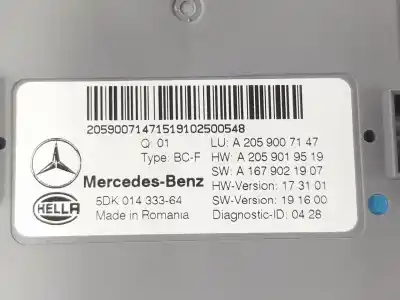 20590071471519102500548
Q: 01
LU: A 205 900 71 47
Type: BC-F
HW: A 205 901 95 19
SW: A 167 902 19 07
Mercedes-Benz
HW-Version: 17 31 01
HELLA
5DK 014 333-64
SW-Version: 19 16 00
Made in Romania
Diagnostic-ID: 04 28